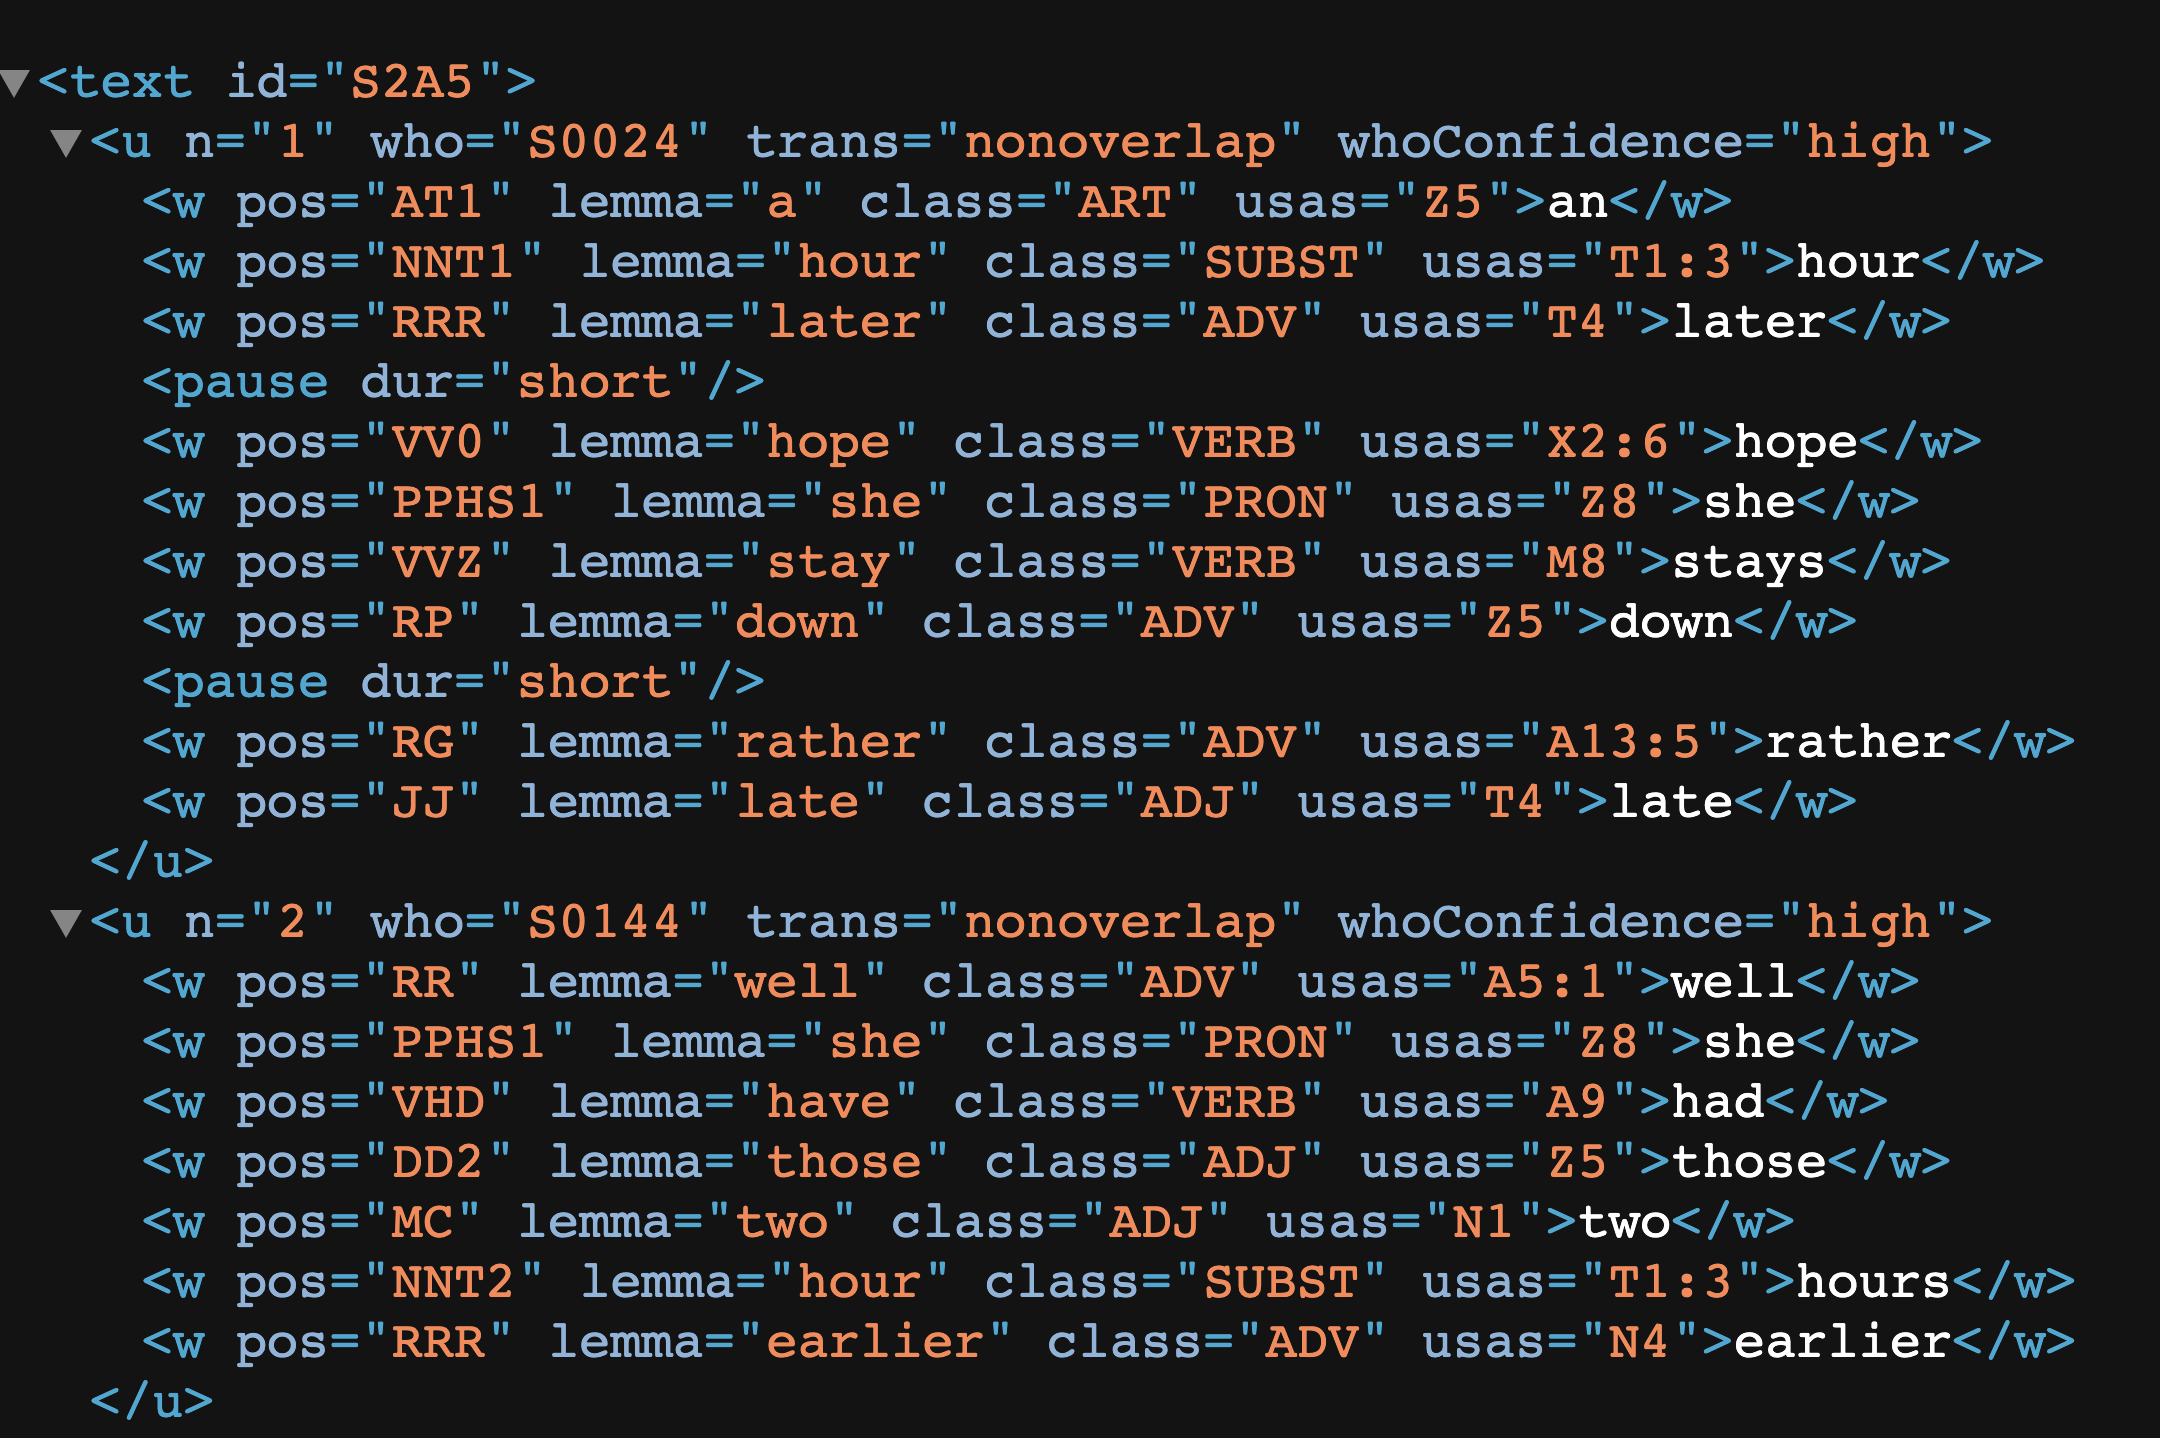 <text id="S2A5">
<u n="1" who="S0024" trans="nonoverlap" whoConfidence="high">
<w pos="AT1" lemma="a" class="ART" usas="Z5">an</w>
<w pos="NNT1" lemma="hour" class="SUBST" usas="T1:3">hour</w>
<w pos="RRR" lemma="later" class="ADV" usas="T4">later</w>
<pause dur="short"/>
<w pos="VV0" lemma="hope" class="VERB" usas="X2:6">hope</w>
<w pos="PPHS1" lemma="she" class="PRON" usas="Z8">she</w>
<w pos="VVZ" lemma="stay" class="VERB" usas="M8">stays</w>
<w pos="RP" lemma="down" class="ADV" usas="Z5">down</w>
<pause dur="short"/>
<w pos="RG" lemma="rather" class="ADV" usas="A13:5">rather</w>
<w pos="JJ" lemma="late" class="ADJ" usas="T4">late</w>
</u>
<u n="2" who="S0144" trans="nonoverlap" whoConfidence="high">
<w pos="RR" lemma="well" class="ADV" usas="A5:1">well</w>
<w pos="PPHS1" lemma="she" class="PRON" usas="Z8">she</w>
<w pos="VHD" lemma="have" class="VERB" usas="A9">had</w>
<w pos="DD2" lemma="those" class="ADJ" usas="Z5">those</w>
<w pos="MC" lemma="two" class="ADJ" usas="N1">two</w>
<w pos="NNT2" lemma="hour" class="SUBST" usas="T1:3">hours</w>
<w pos="RRR" lemma="earlier" class="ADV" usas="N4">earlier</w>
</u>